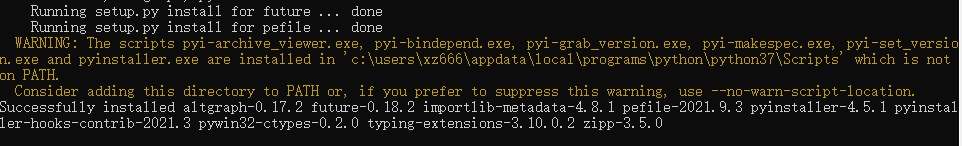 Running setup.py install for future ... done
Running setup.py install for pefile ... done
WARNING: The scripts pyi-archive_viewer.exe, pyi-bindepend.exe, pyi-grab_version.exe, pyi-makespec.exe, pyi-set_versio
n.exe and pyinstaller.exe are installed in 'c:\users\xz666\appdata\local\programs\python\python37\Scripts' which is not
on PATH.
Consider adding this directory to PATH or, if you prefer to suppress this warning, use --no-warn-script-location.
Successfully installed altgraph-0.17.2 future-0.18.2 importlib-metadata-4.8.1 pefile-2021.9.3 pyinstaller-4.5.1 pyinstal
ler-hooks-contrib-2021.3 pywin32-ctypes-0.2.0 typing-extensions-3.10.0.2 zipp-3.5.0